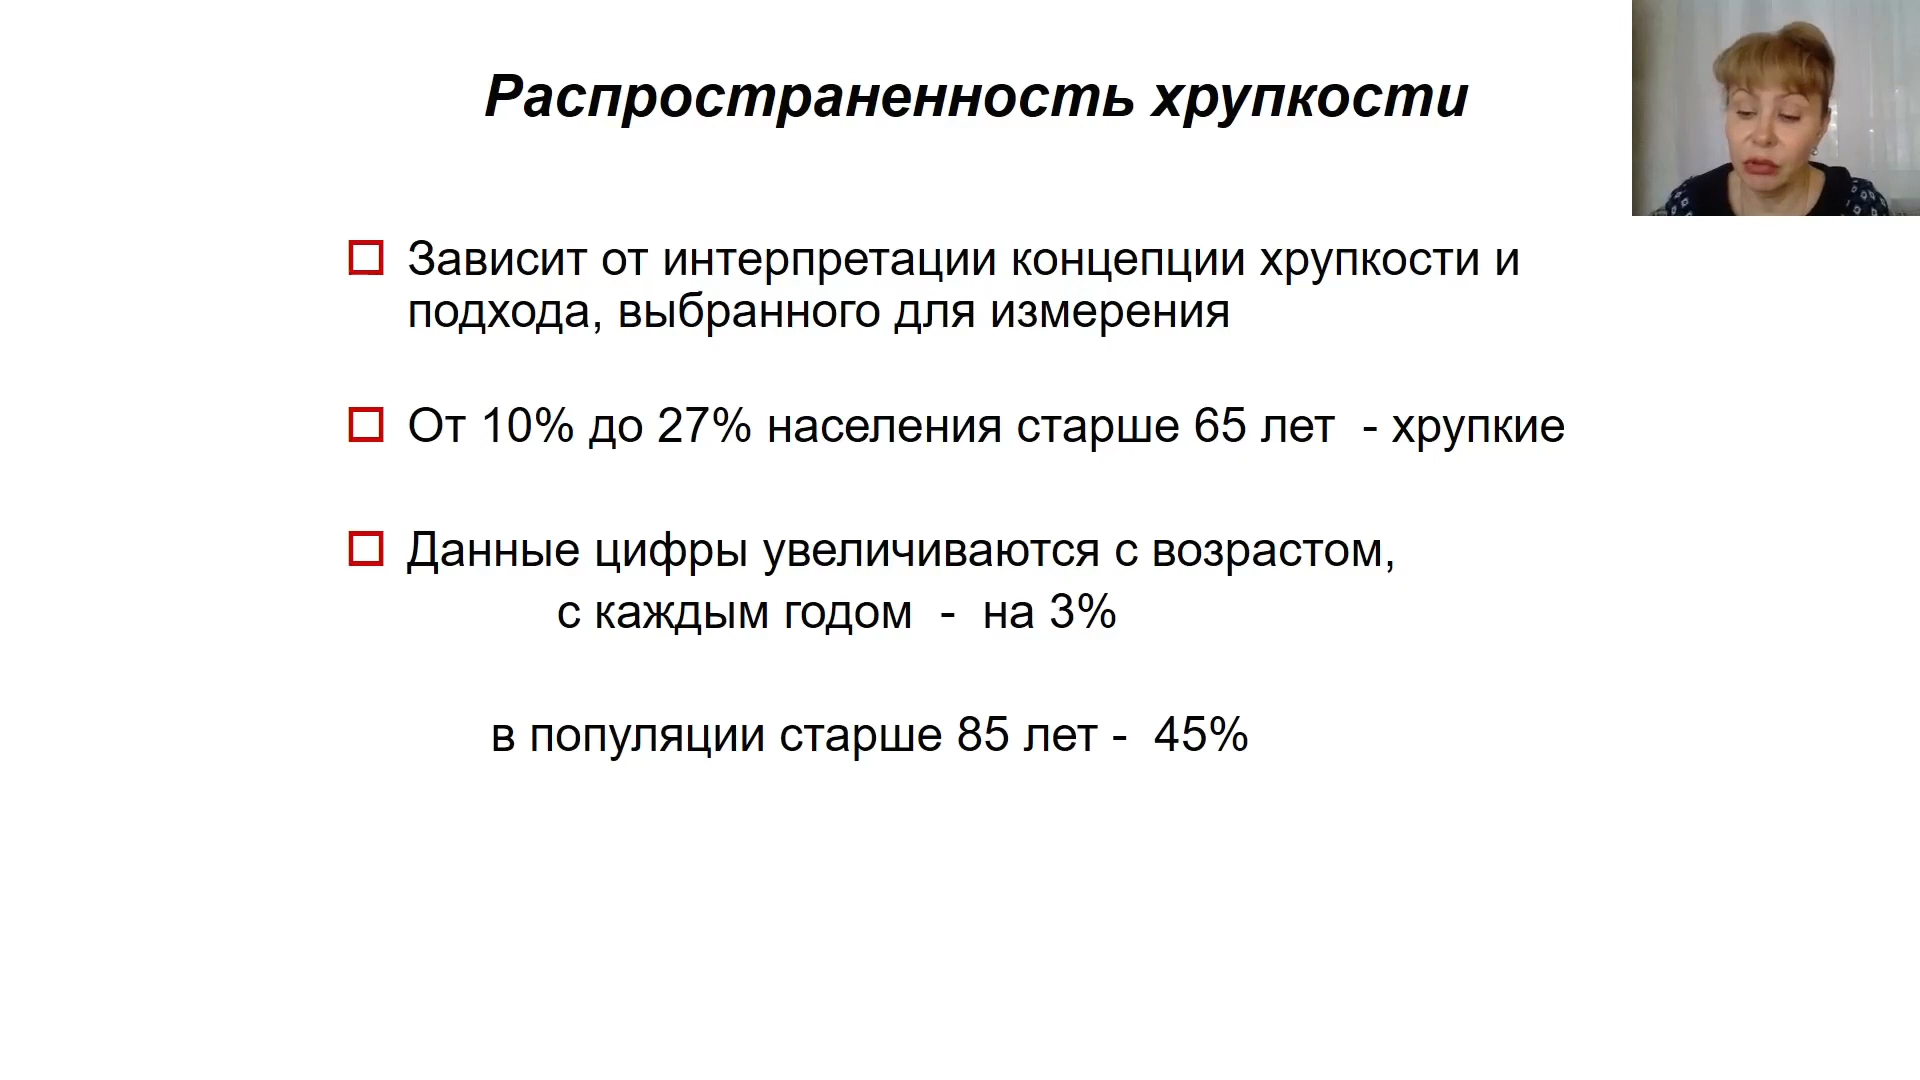 Распространенность хрупкости
Зависит от интерпретации концепции хрупкости и
подхода, выбранного для измерения
От 10% до 27% населения старше 65 лет  - хрупкие
Данные цифры увеличиваются с возрастом,
с каждым годом  -  на 3%
в популяции старше 85 лет -  45%